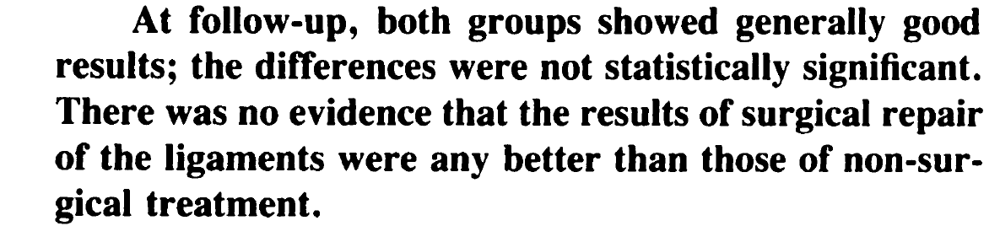 At follow-up, both groups showed generally good
results; the differences were not statistically significant.
There was no evidence that the results of surgical repair
of the ligaments were any better than those of non-sur-
gical treatment.